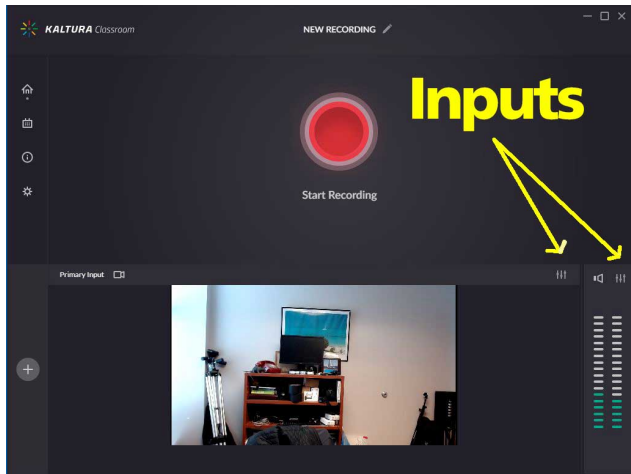 KALTURA Classroom
NEW RECORDING
Inputs
Start Recording
Primary Input